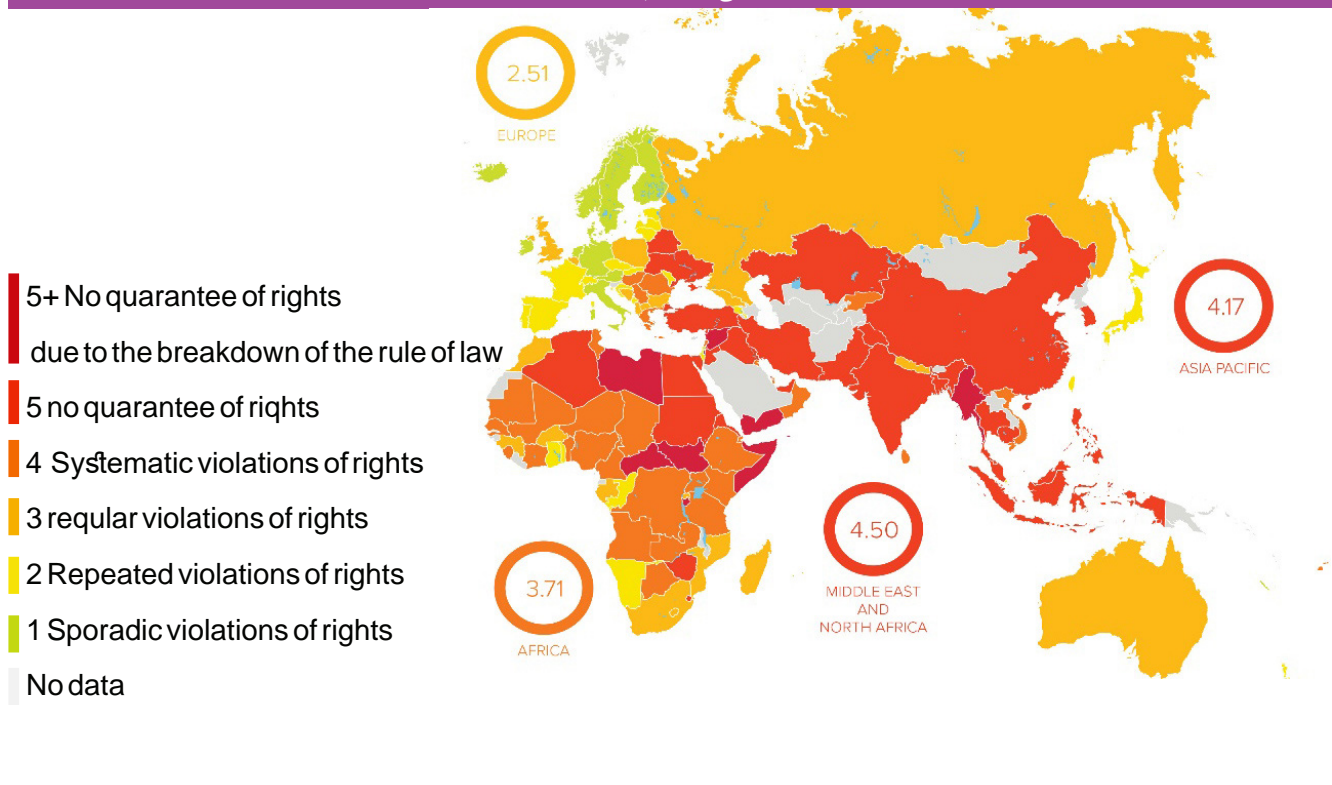 2.51
EUROPE
5+ No quarantee of rights
due to the breakdown of the rule of law
5 no quarantee of riqhts
4 Systematic violations of rights
3 reqular violations of rights
2 Repeated violations of rights
1 Sporadic violations of rights
No data
4.17
ASIA PACIFIC
4.50
MIDDLE EAST
AND
NORTH AFRICA
3.71
AFRICA